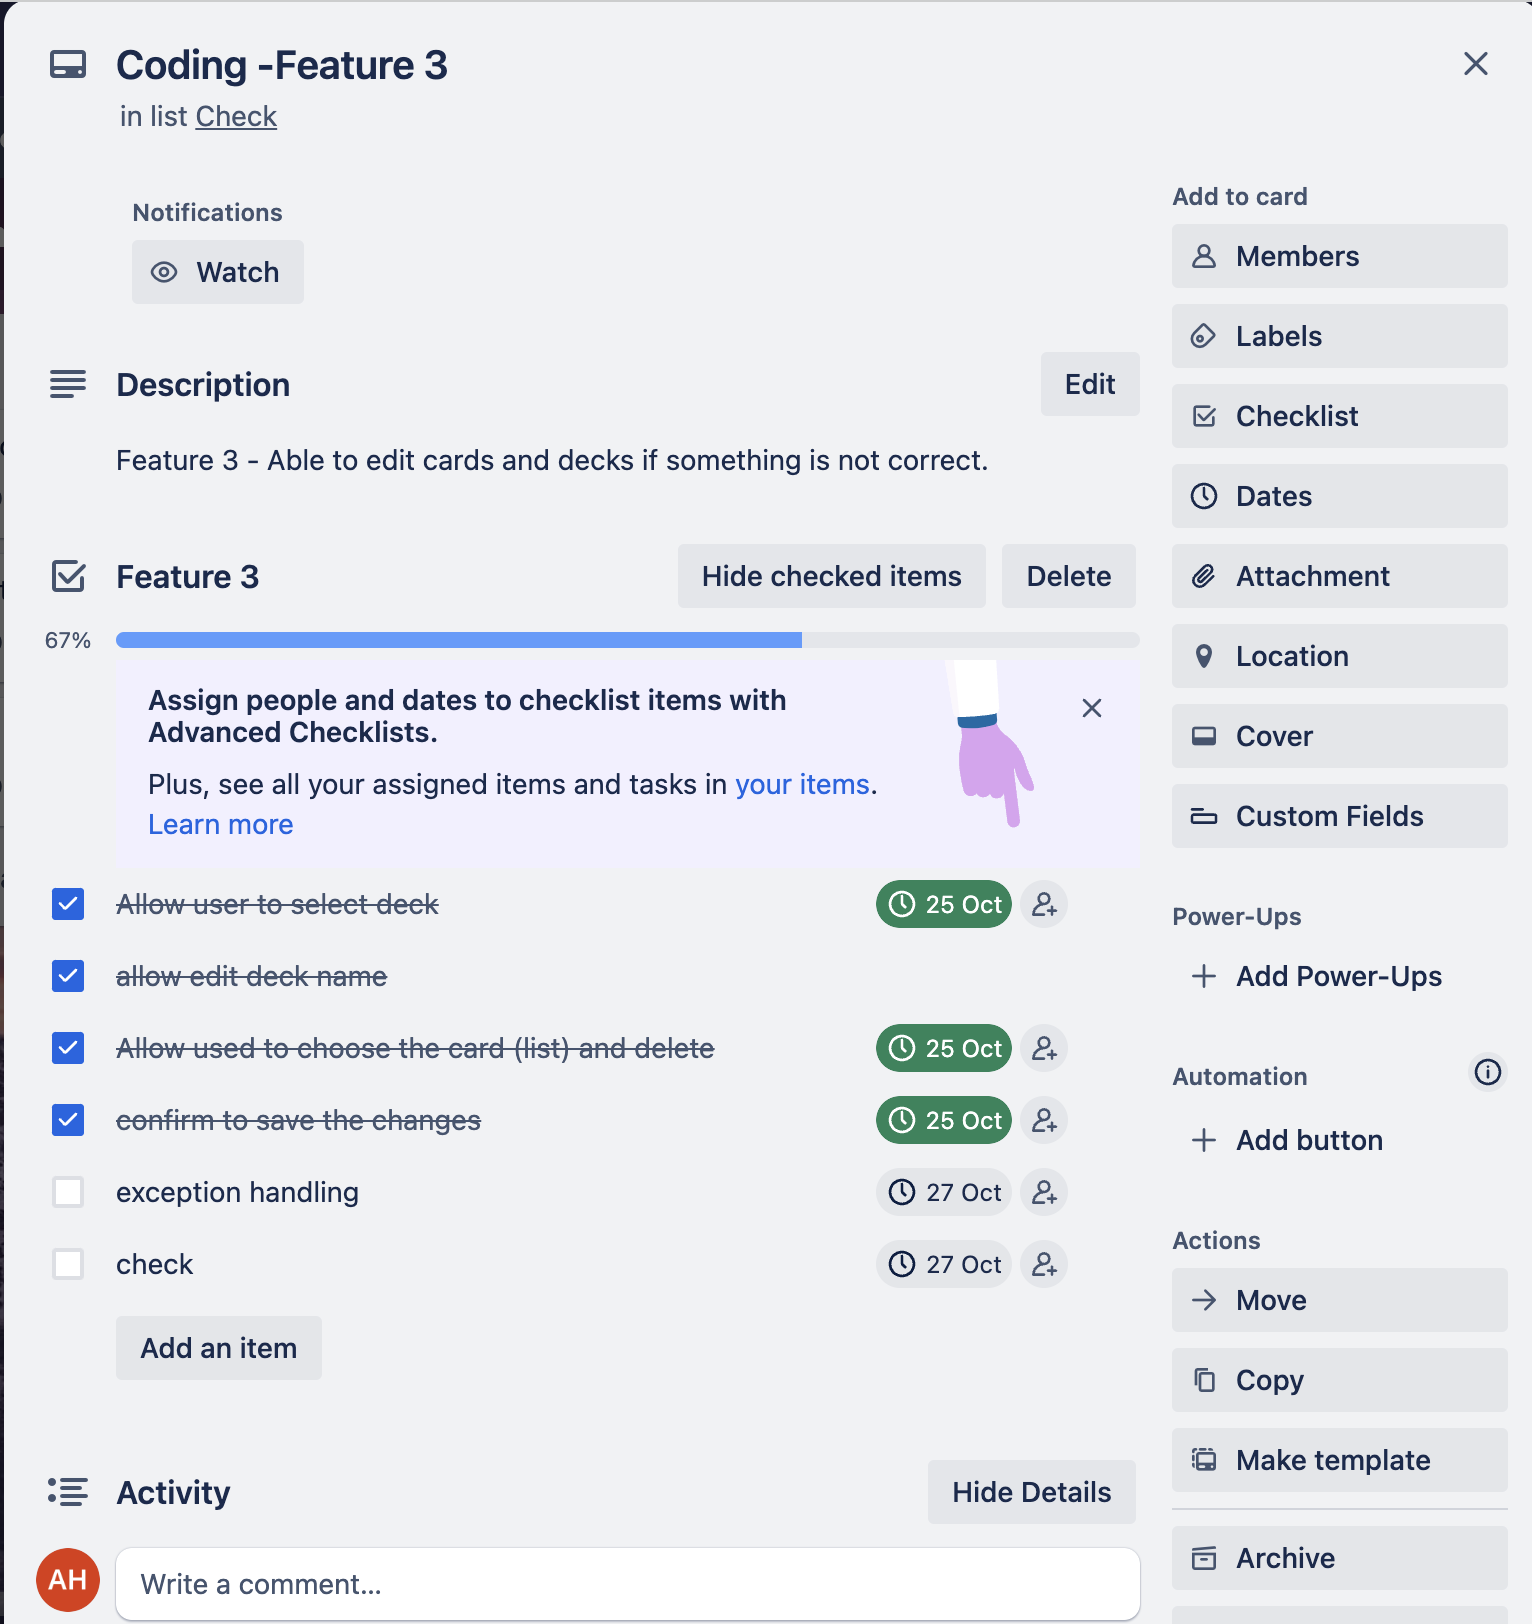 Coding -Feature 3
in list Check
Notifications
Watch
Description
Edit
Feature 3 - Able to edit cards and decks if something is not correct.
Feature 3
Hide checked items
Delete
67%
Assign people and dates to checklist items with
Advanced Checklists.
Plus, see all your assigned items and tasks in your items.
Learn more
Allow user to select deck
25 Oct
allow edit deck name
Allow used to choose the card (list) and delete
25 Oct
confirm to save the changes
25 Oct
exception handling
27 Oct
check
27 Oct
Add an item
Activity
Hide Details
AH
Write a comment...
Add to card
Members
Labels
Checklist
Dates
Attachment
Location
Cover
Custom Fields
Power-Ups
Add Power-Ups
Automation
Add button
Actions
Move
Copy
Make template
Archive